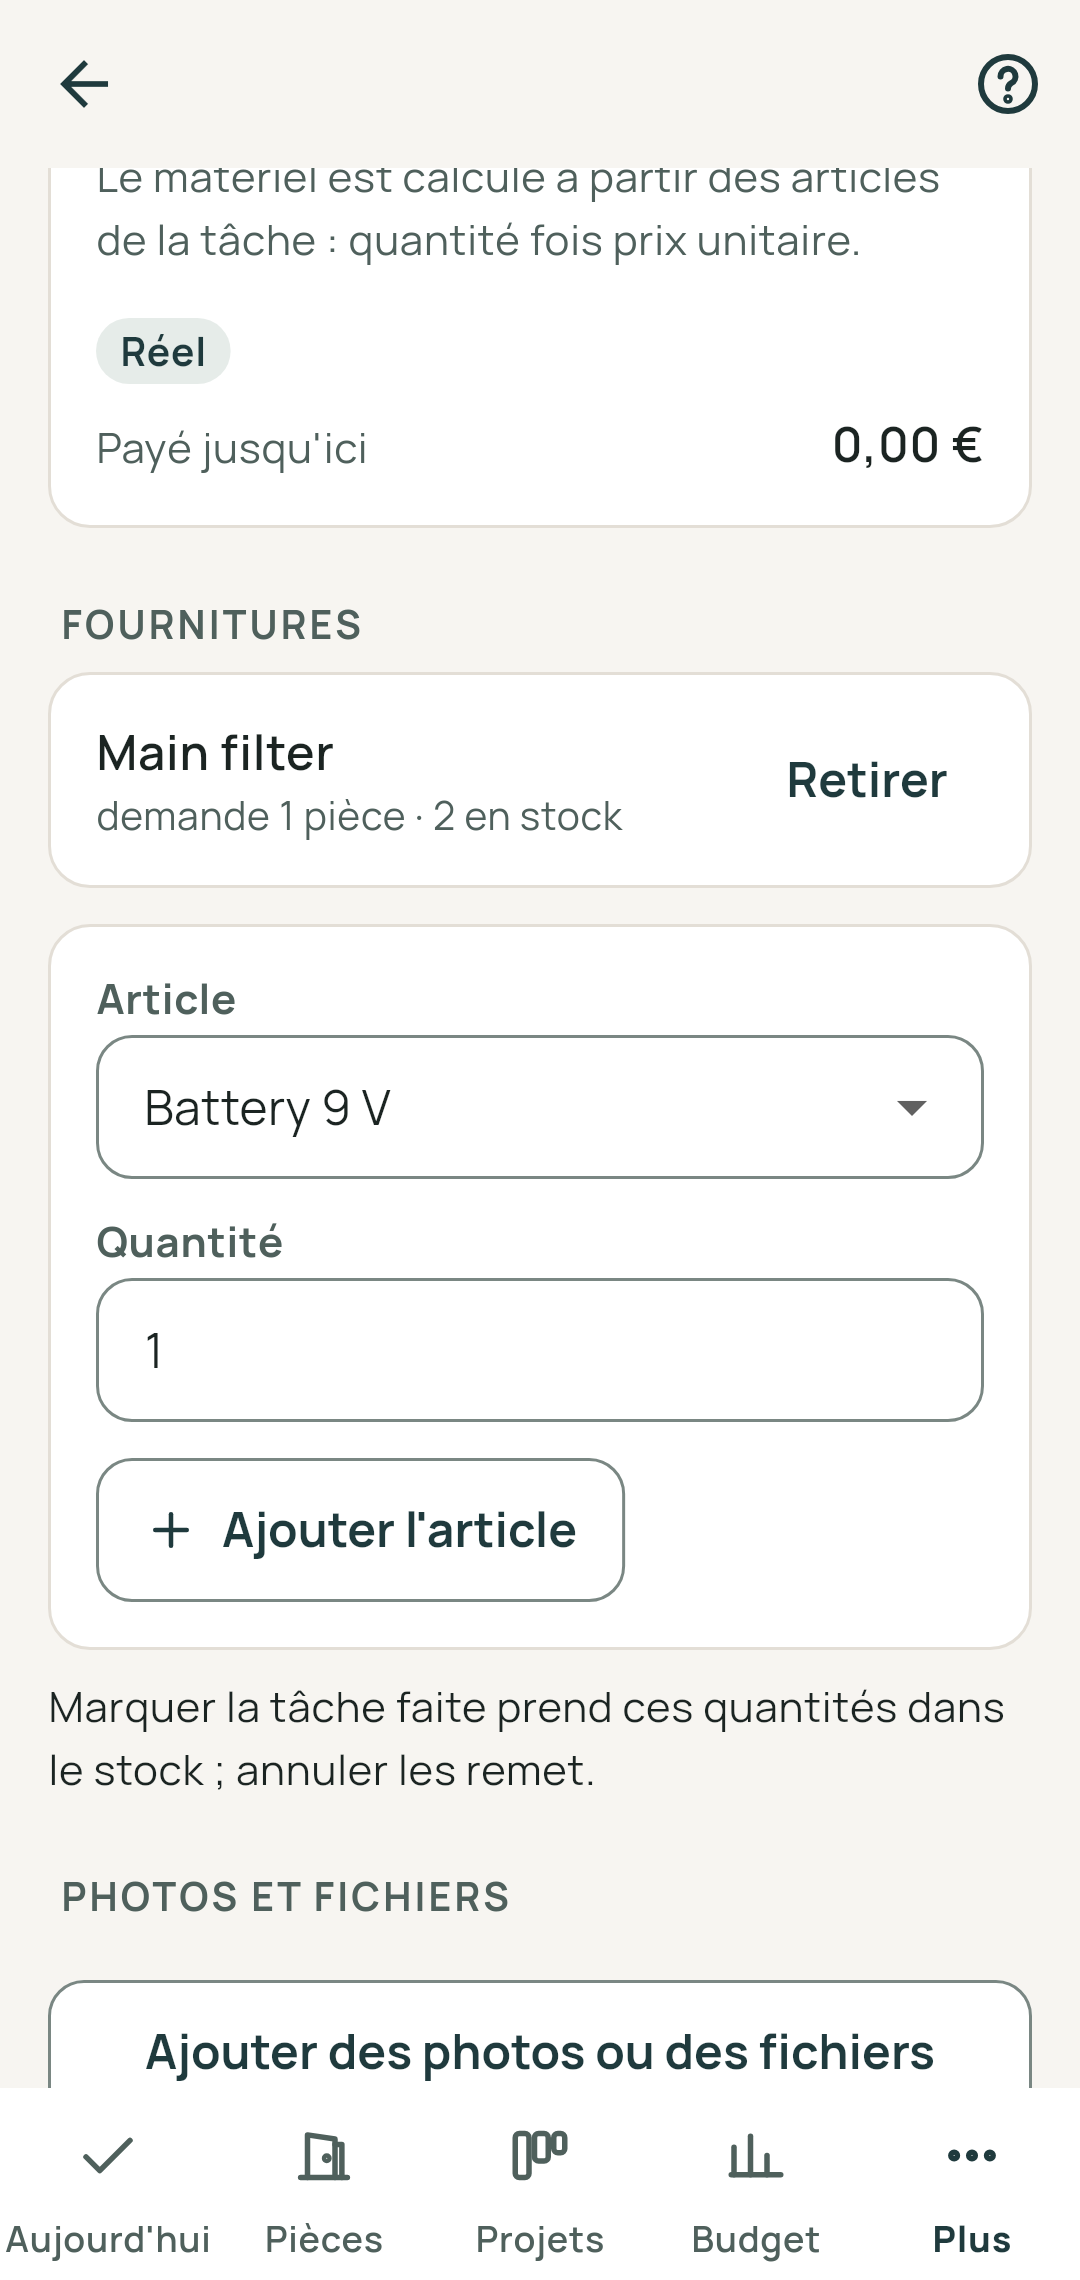 Le matériel est calculé à partir des articles
de la tâche : quantité fois prix unitaire.
Réel
Payé jusqu'ici
0,00 €
FOURNITURES
Main filter
demande 1 pièce · 2 en stock
Retirer
Article
Battery 9 V
Quantité
1
Ajouter l'article
Marquer la tâche faite prend ces quantités dans
le stock ; annuler les remet.
PHOTOS ET FICHIERS
Ajouter des photos ou des fichiers
Aujourd'hui
Pièces
Projets
Budget
Plus